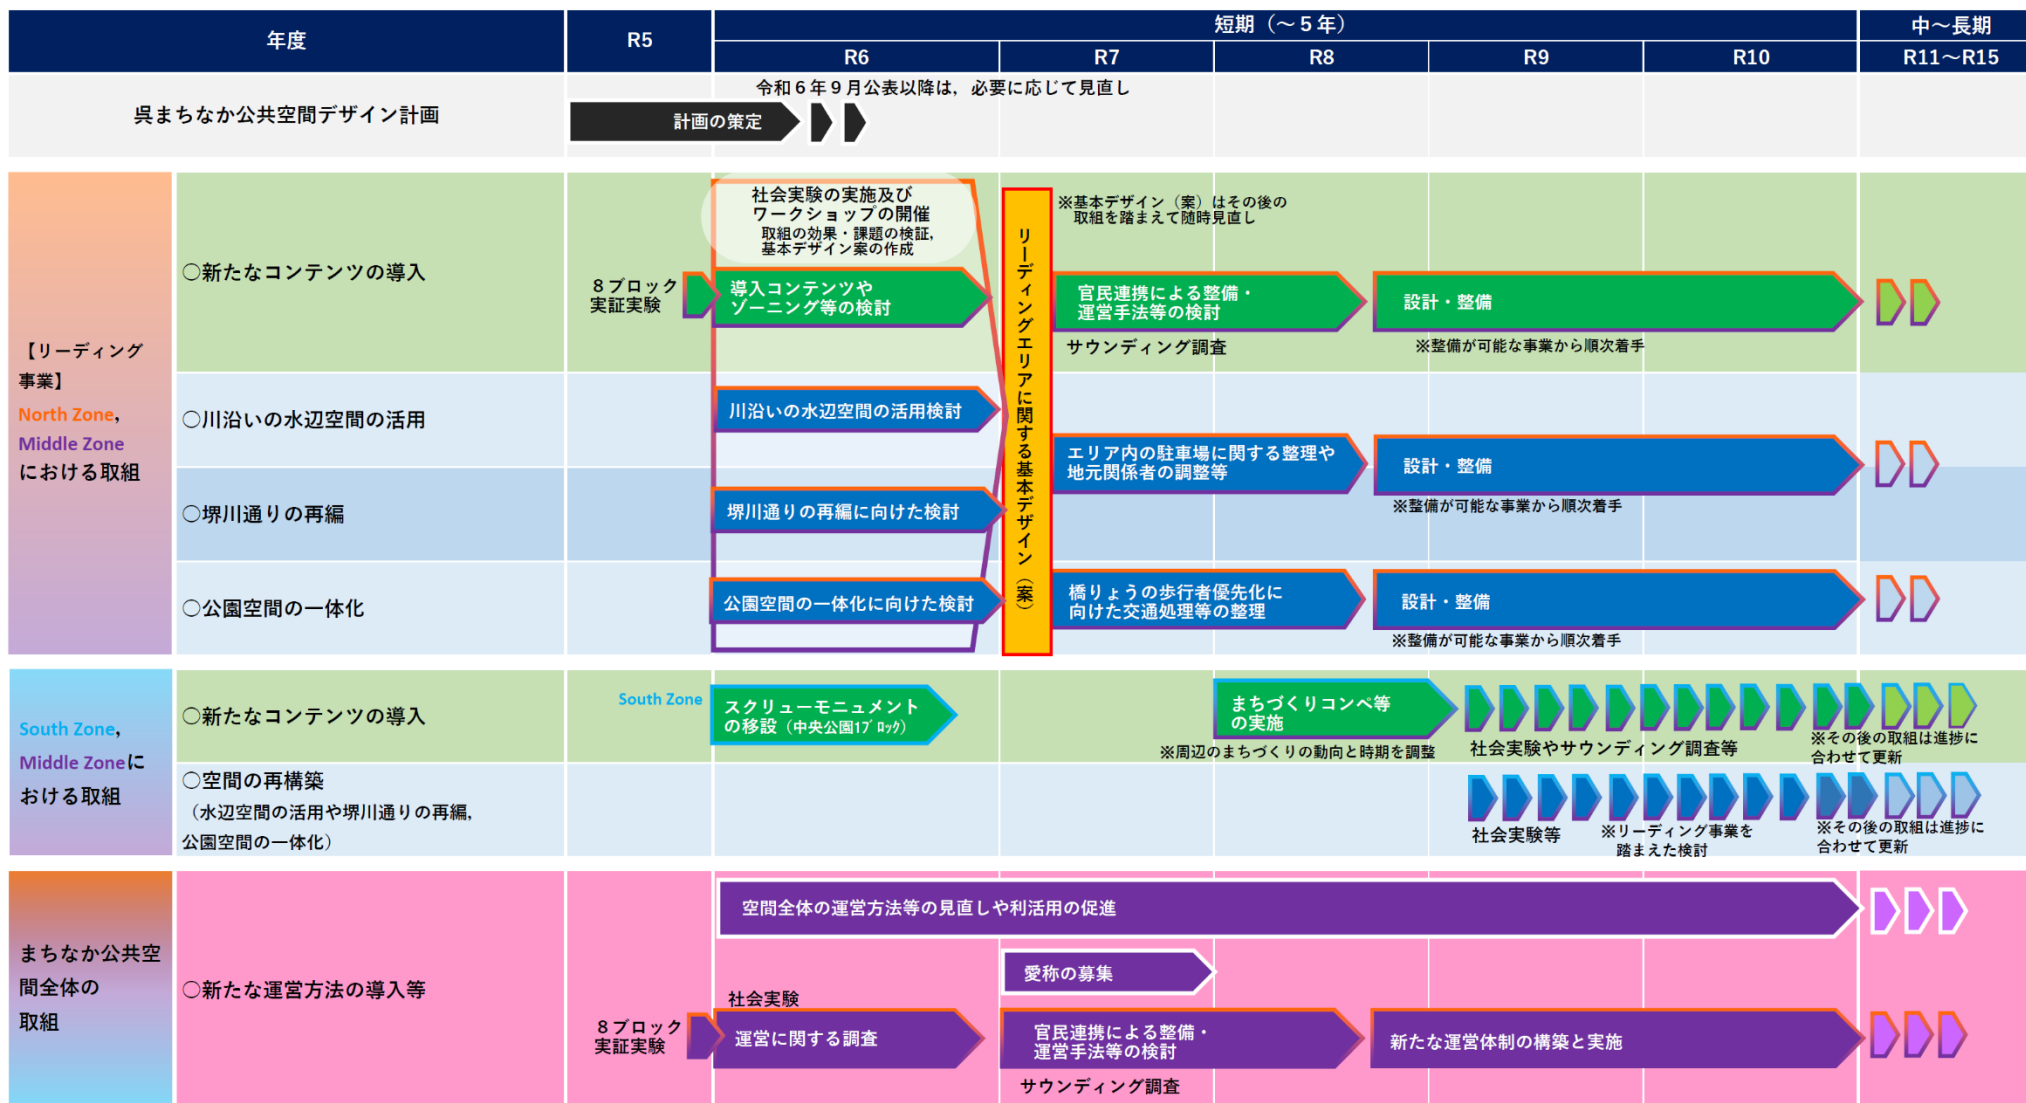 年度
R5
短期（～５年）
中～長期
R6
R7
R8
R9
R10
R11～R15
呉まちなか公共空間デザイン計画
令和６年９月公表以降は，必要に応じて見直し
計画の策定
【リーディング
事業】
North Zone,
Middle Zone
における取組
○新たなコンテンツの導入
８ブロック
実証実験
社会実験の実施及び
ワークショップの開催
取組の効果・課題の検証，
基本デザイン案の作成
導入コンテンツや
ゾーニング等の検討
リーディングエリアに関する基本デザイン（案）
※基本デザイン（案）はその後の
取組を踏まえて随時見直し
官民連携による整備・
運営手法等の検討
サウンディング調査
設計・整備
※整備が可能な事業から順次着手
○川沿いの水辺空間の活用
川沿いの水辺空間の活用検討
エリア内の駐車場に関する整理や
地元関係者の調整等
設計・整備
※整備が可能な事業から順次着手
○堺川通りの再編
堺川通りの再編に向けた検討
○公園空間の一体化
公園空間の一体化に向けた検討
橋りょうの歩行者優先化に
向けた交通処理等の整理
設計・整備
※整備が可能な事業から順次着手
South Zone,
Middle Zoneに
おける取組
○新たなコンテンツの導入
South Zone
スクリューモニュメント
の移設（中央公園1ﾌﾞﾛｯｸ）
まちづくりコンペ等
の実施
※周辺のまちづくりの動向と時期を調整
社会実験やサウンディング調査等
※その後の取組は進捗に
合わせて更新
○空間の再構築
（水辺空間の活用や堺川通りの再編，
公園空間の一体化）
社会実験等
※リーディング事業を
踏まえた検討
※その後の取組は進捗に
合わせて更新
まちなか公共空
間全体の
取組
○新たな運営方法の導入等
空間全体の運営方法等の見直しや利活用の促進
愛称の募集
８ブロック
実証実験
社会実験
運営に関する調査
官民連携による整備・
運営手法等の検討
サウンディング調査
新たな運営体制の構築と実施